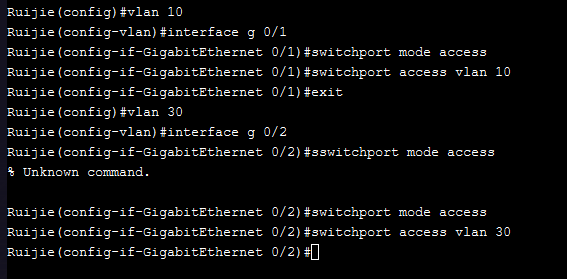 Ruijie(config)#vlan 10
Ruijie(config-vlan)#interface g 0/1
Ruijie(config-if-GigabitEthernet 0/1)#switchport mode access
Ruijie(config-if-GigabitEthernet 0/1)#switchport access vlan 10
Ruijie(config-if-GigabitEthernet 0/1)#exit
Ruijie(config)#vlan 30
Ruijie(config-vlan)#interface g 0/2
Ruijie(config-if-GigabitEthernet 0/2)#sswitchport mode access
% Unknown command.
Ruijie(config-if-GigabitEthernet 0/2)#switchport mode access
Ruijie(config-if-GigabitEthernet 0/2)#switchport access vlan 30
Ruijie(config-if-GigabitEthernet 0/2)#